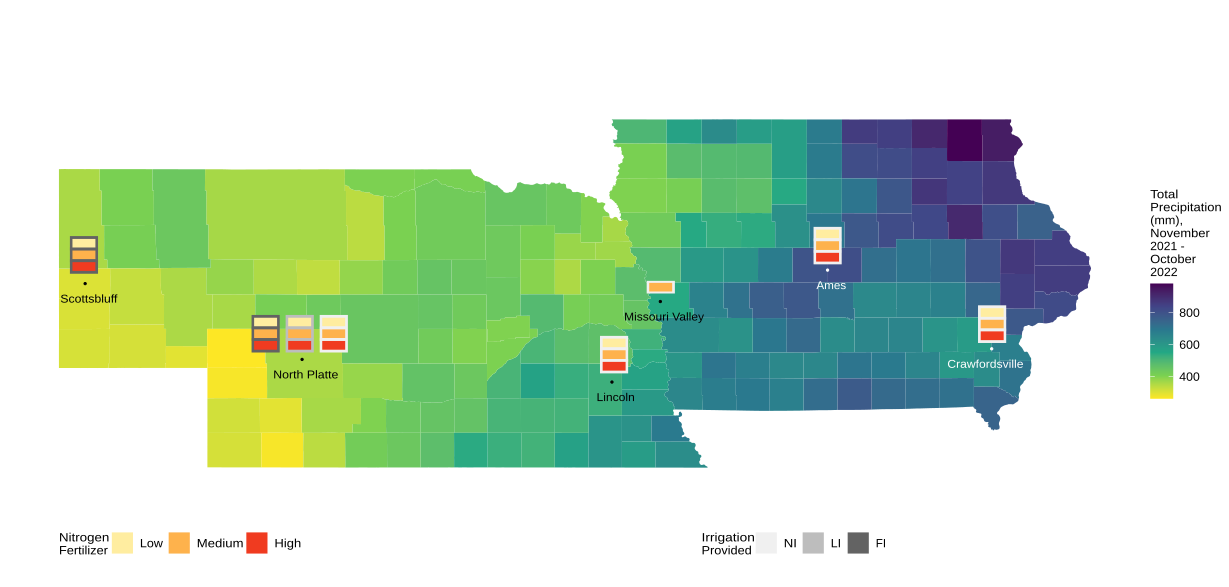 Total
Precipitation
(mm),
November
2021 -
October
2022
800
600
400
Scottsbluff
North Platte
Missouri Valley
Lincoln
Ames
Crawfordsville
Nitrogen
Fertilizer
Low
Medium
High
Irrigation
Provided
NI
LI
FI